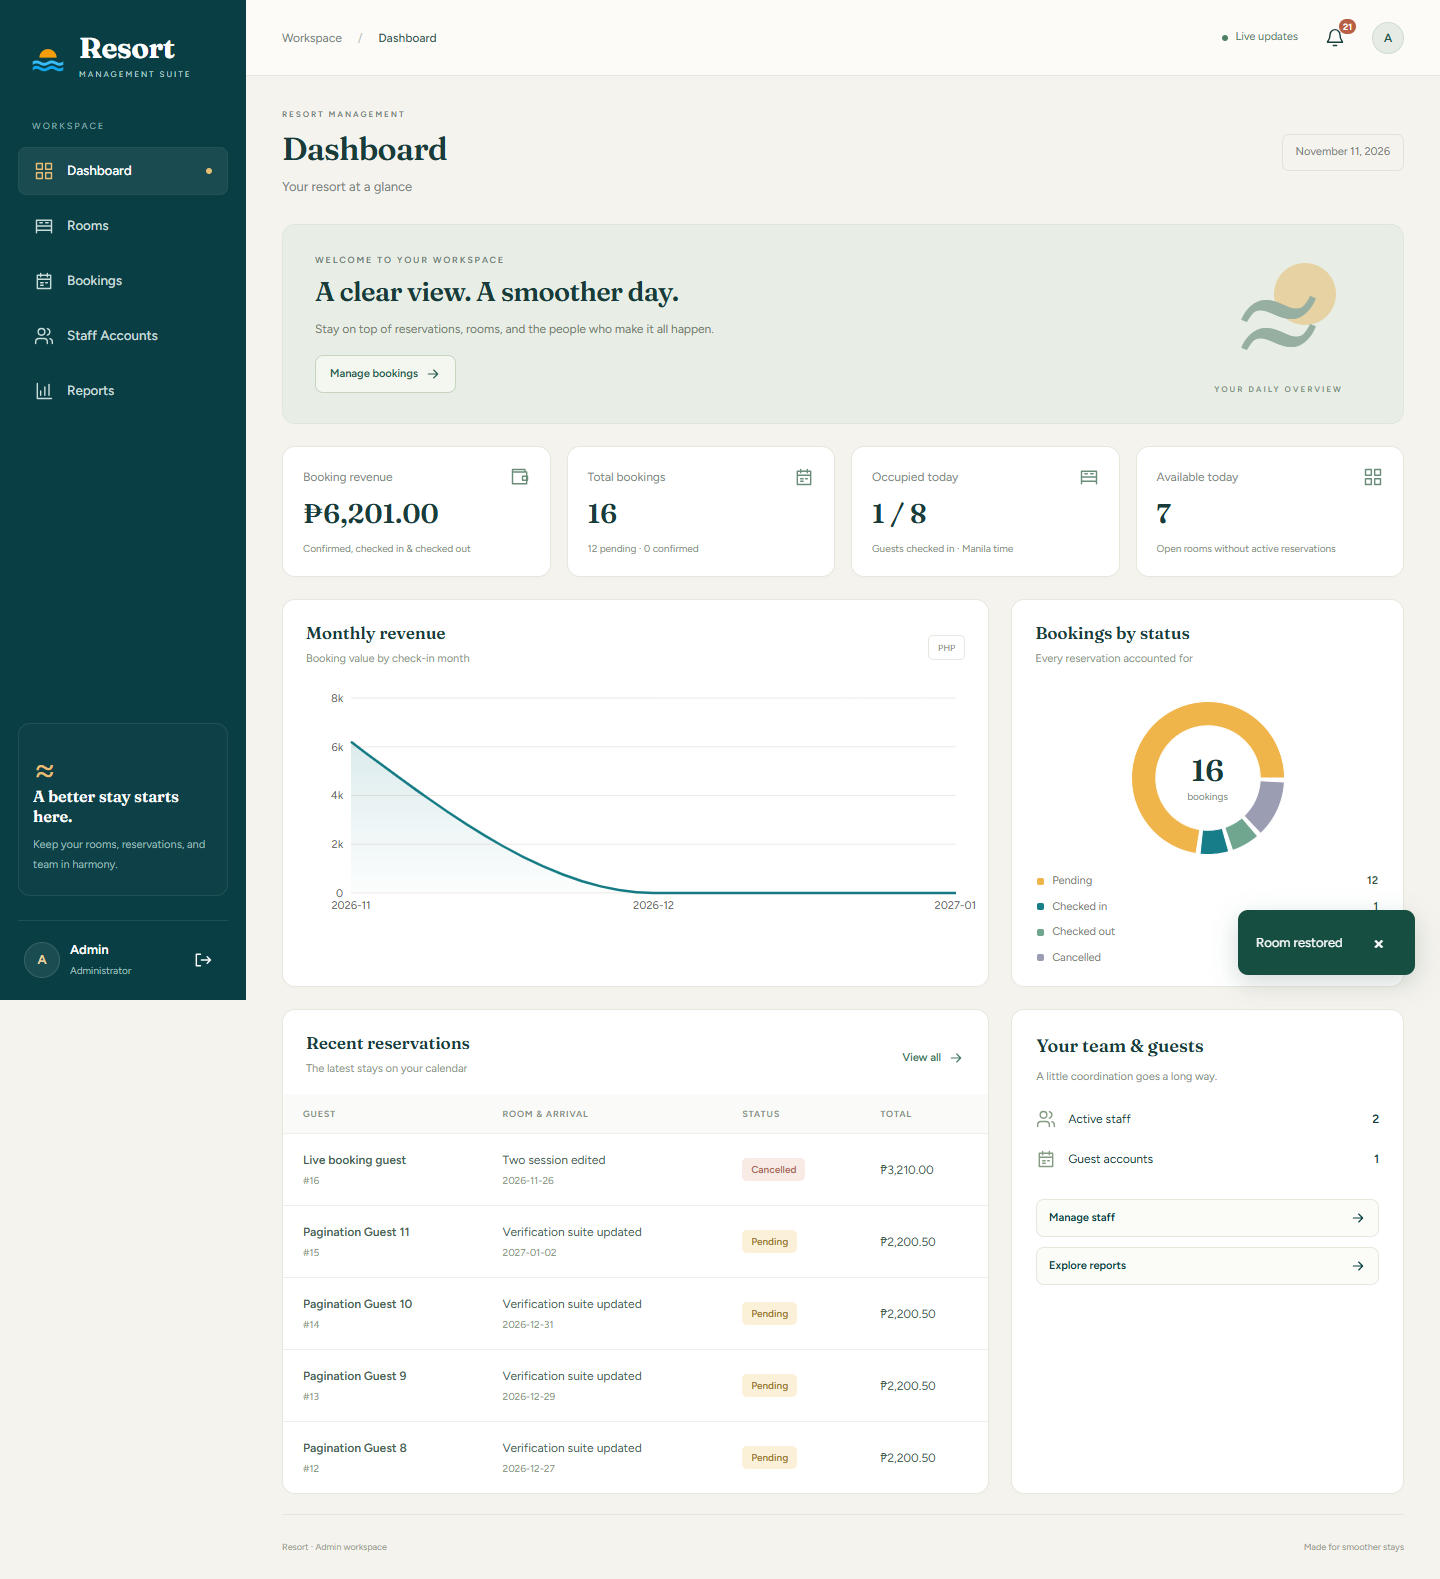 Resort
MANAGEMENT SUITE
WORKSPACE
Dashboard
Rooms
Bookings
Staff Accounts
Reports
A better stay starts
here.
Keep your rooms, reservations, and
team in harmony.
A
Admin
Administrator
Workspace / Dashboard
Live updates
21
A
RESORT MANAGEMENT
Dashboard
Your resort at a glance
November 11, 2026
WELCOME TO YOUR WORKSPACE
A clear view. A smoother day.
Stay on top of reservations, rooms, and the people who make it all happen.
Manage bookings
YOUR DAILY OVERVIEW
Booking revenue
₱6,201.00
Confirmed, checked in & checked out
Total bookings
16
12 pending · 0 confirmed
Occupied today
1 / 8
Guests checked in · Manila time
Available today
7
Open rooms without active reservations
Monthly revenue
Booking value by check-in month
PHP
8k
6k
4k
2k
0
2026-11 2026-12 2027-01
Bookings by status
Every reservation accounted for
16
bookings
Pending 12
Checked in 1
Checked out
Cancelled
Room restored ×
Recent reservations
The latest stays on your calendar
View all
GUEST ROOM & ARRIVAL STATUS TOTAL
Live booking guest Two session edited Cancelled ₱3,210.00
#16 2026-11-26
Pagination Guest 11 Verification suite updated Pending ₱2,200.50
#15 2027-01-02
Pagination Guest 10 Verification suite updated Pending ₱2,200.50
#14 2026-12-31
Pagination Guest 9 Verification suite updated Pending ₱2,200.50
#13 2026-12-29
Pagination Guest 8 Verification suite updated Pending ₱2,200.50
#12 2026-12-27
Your team & guests
A little coordination goes a long way.
Active staff 2
Guest accounts 1
Manage staff
Explore reports
Resort · Admin workspace
Made for smoother stays